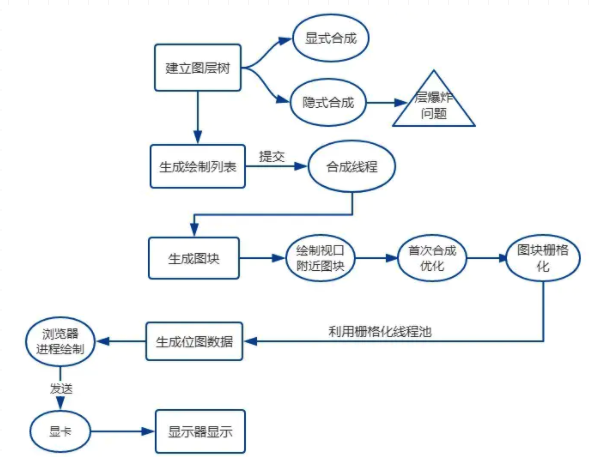 显式合成
建立图层树
隐式合成
层爆炸
问题
生成绘制列表
提交
合成线程
生成图块
绘制视口
附近图块
首次合成
优化
图块栅格
化
浏览器
进程绘制
生成位图数据
利用栅格化线程池
发送
显卡
显示器显示